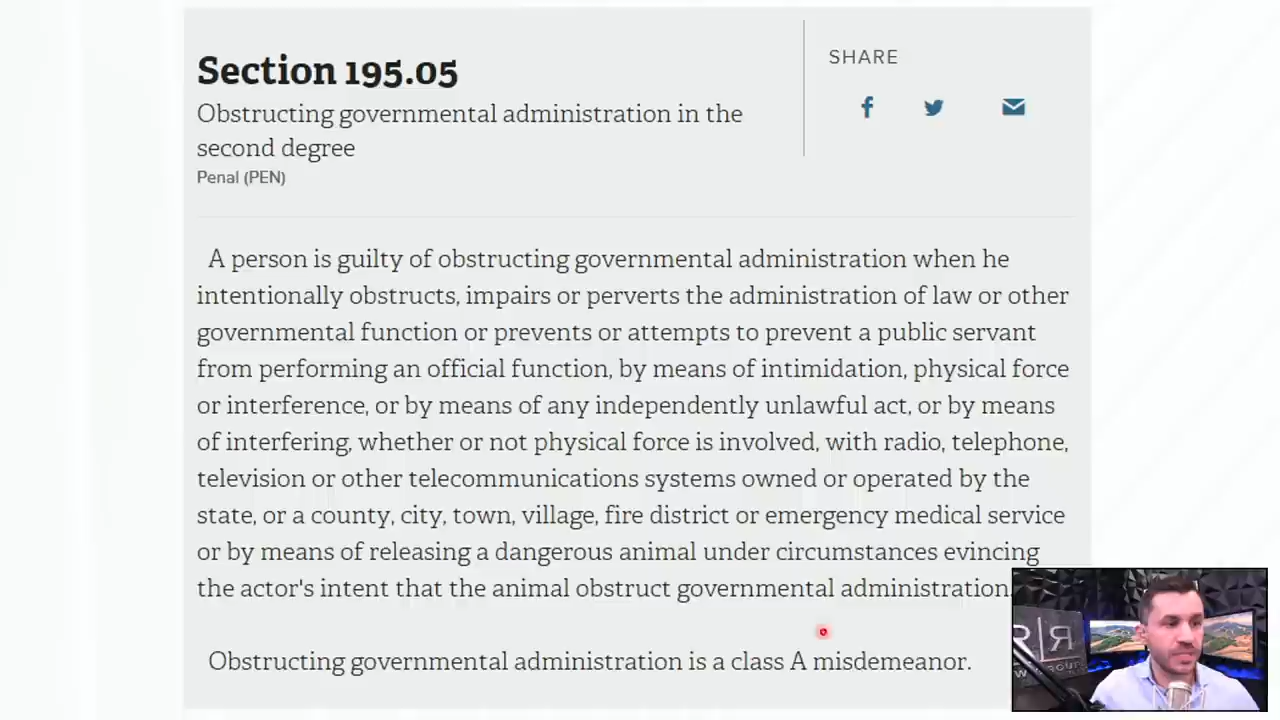 Section 195.05
SHARE
Obstructing governmental administration in the
second degree
Penal (PEN)
A person is guilty of obstructing governmental administration when he
intentionally obstructs, impairs or perverts the administration of law or other
governmental function or prevents or attempts to prevent a public servant
from performing an official function, by means of intimidation, physical force
or interference, or by means of any independently unlawful act, or by means
of interfering, whether or not physical force is involved, with radio, telephone,
television or other telecommunications systems owned or operated by the
state, or a county, city, town, village, fire district or emergency medical service
or by means of releasing a dangerous animal under circumstances evincing
the actor's intent that the animal obstruct governmental administration.
Obstructing governmental administration is a class A misdemeanor.